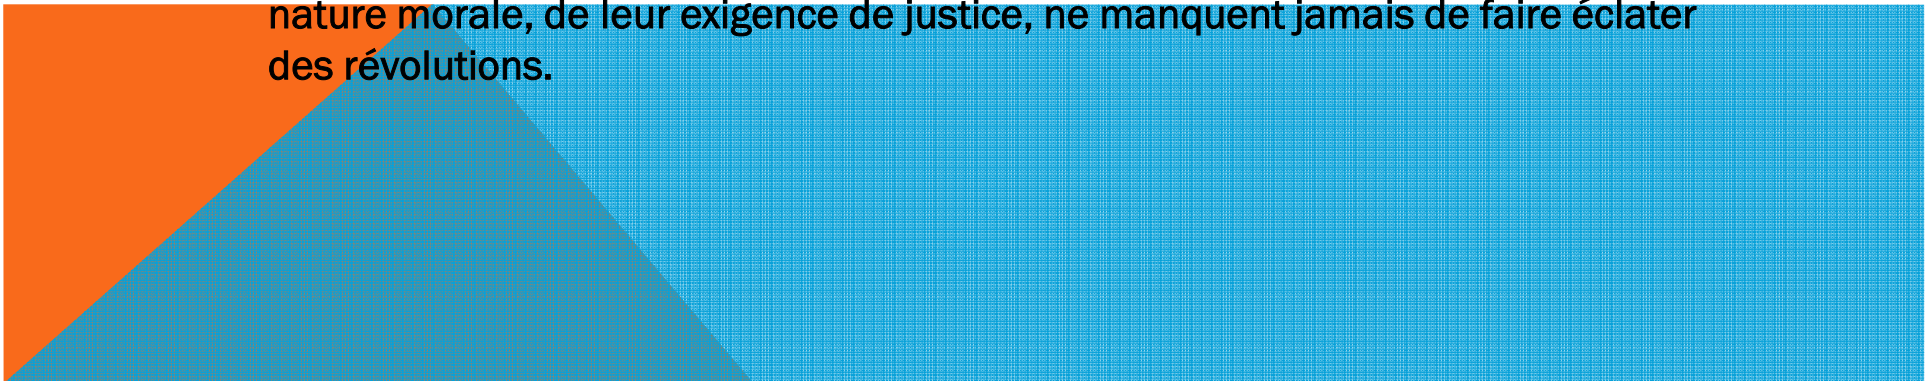 nature morale, de leur exigence de justice, ne manquent jamais de faire éclater
des révolutions.